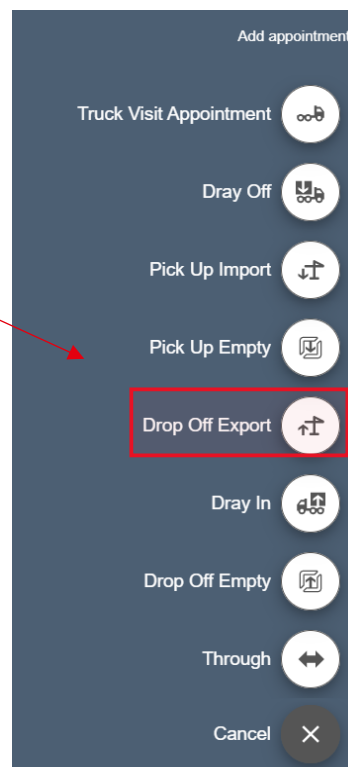 Add appointment
Truck Visit Appointment
Dray Off
Pick Up Import
Pick Up Empty
Drop Off Export
Dray In
Drop Off Empty
Through
Cancel